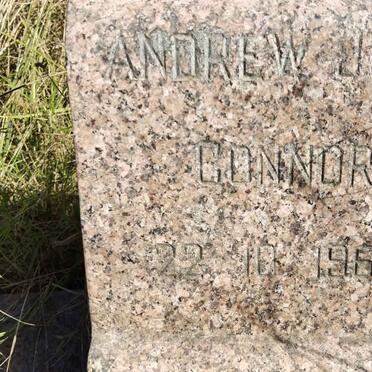 ANDREW J
CONNOR
22 10 196